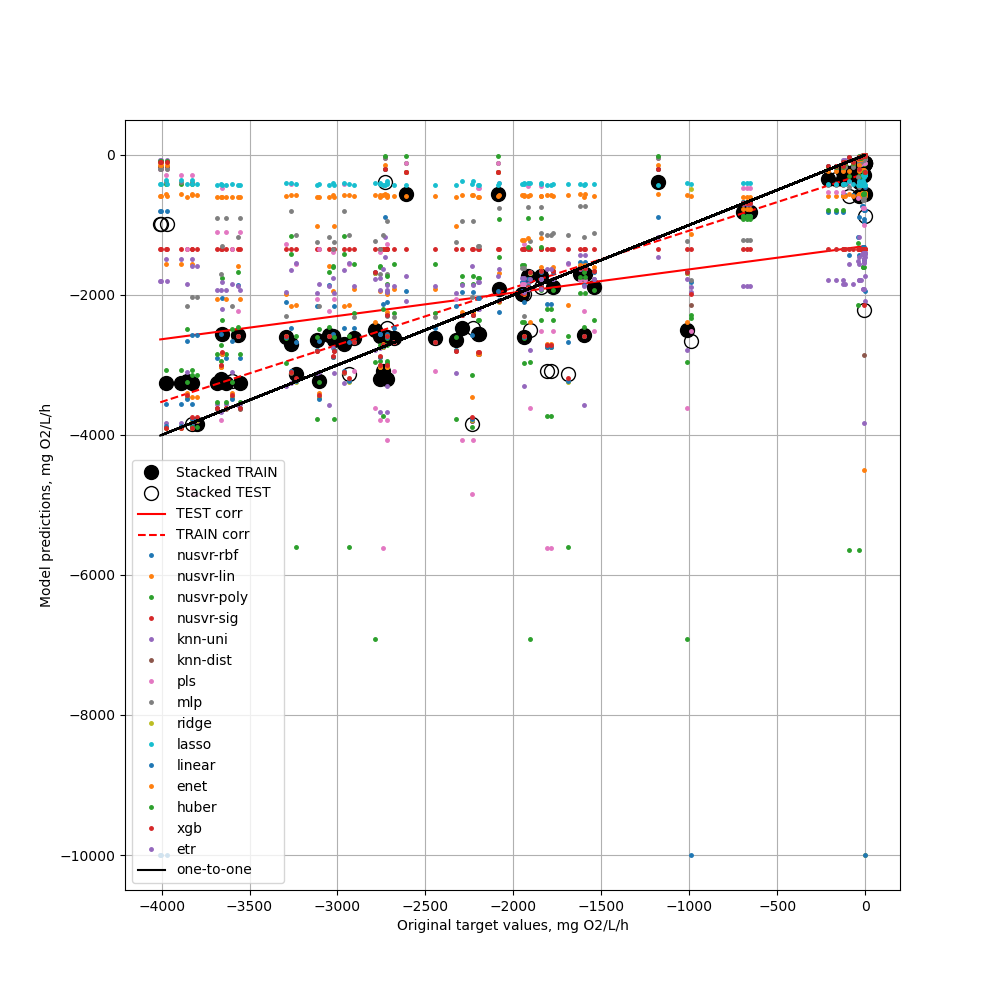 0
−2000
−4000
−6000
−8000
−10000
Model predictions, mg O2/L/h
Stacked TRAIN
Stacked TEST
TEST corr
TRAIN corr
nusvr-rbf
nusvr-lin
nusvr-poly
nusvr-sig
knn-uni
knn-dist
pls
mlp
ridge
lasso
linear
enet
huber
xgb
etr
one-to-one
−4000 −3500 −3000 −2500 −2000 −1500 −1000 −500 0
Original target values, mg O2/L/h